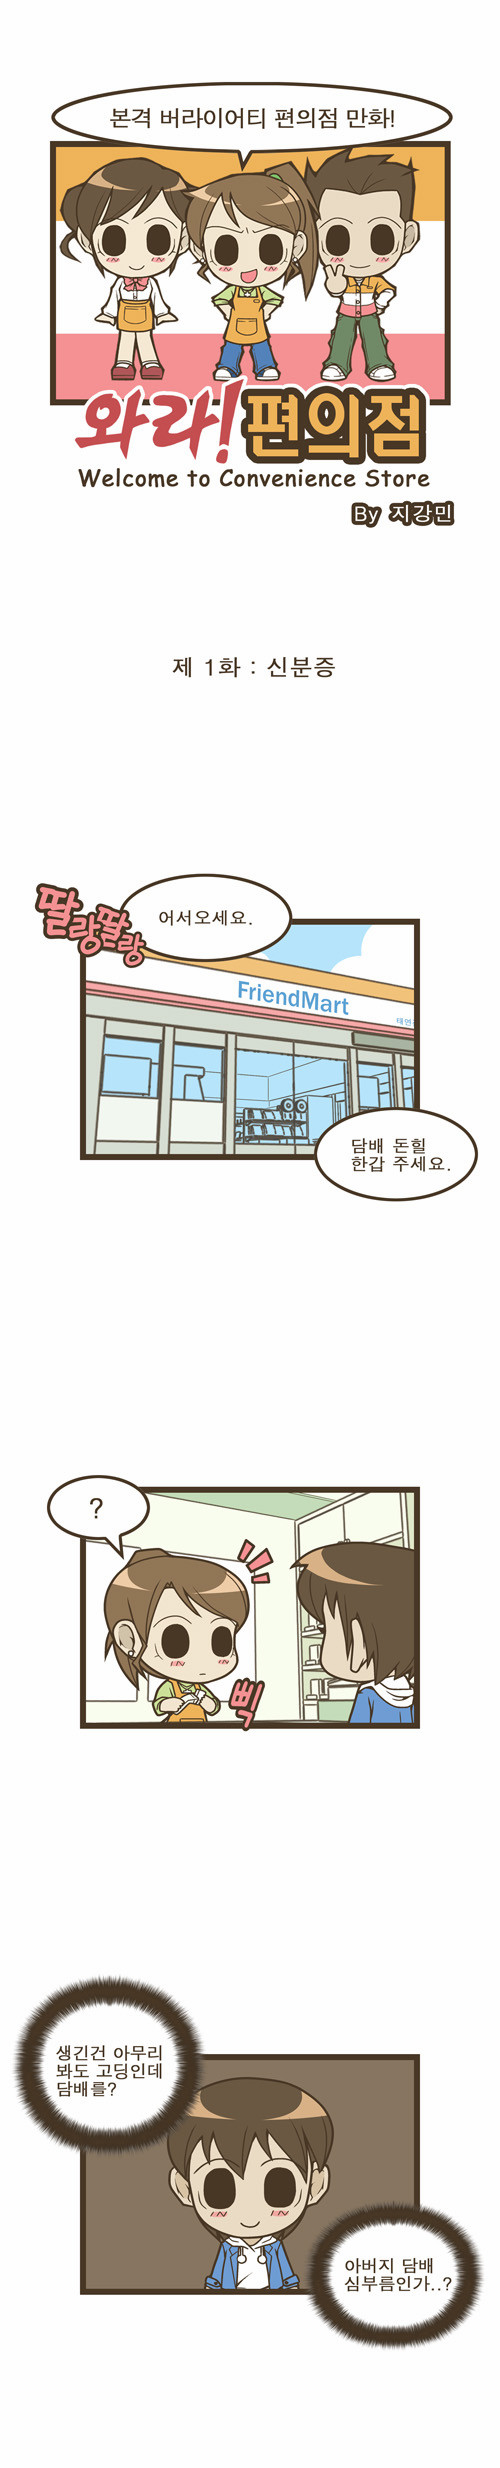 본격 버라이어티 편의점 만화!
와라! 편의점
Welcome to Convenience Store
By 지강민
제 1화 : 신분증
딸랑딸랑
어서오세요.
FriendMart
담배 돈힐
한갑 주세요.
?
삑
생긴건 아무리
봐도 고딩인데
담배를?
아버지 담배
심부름인가..?